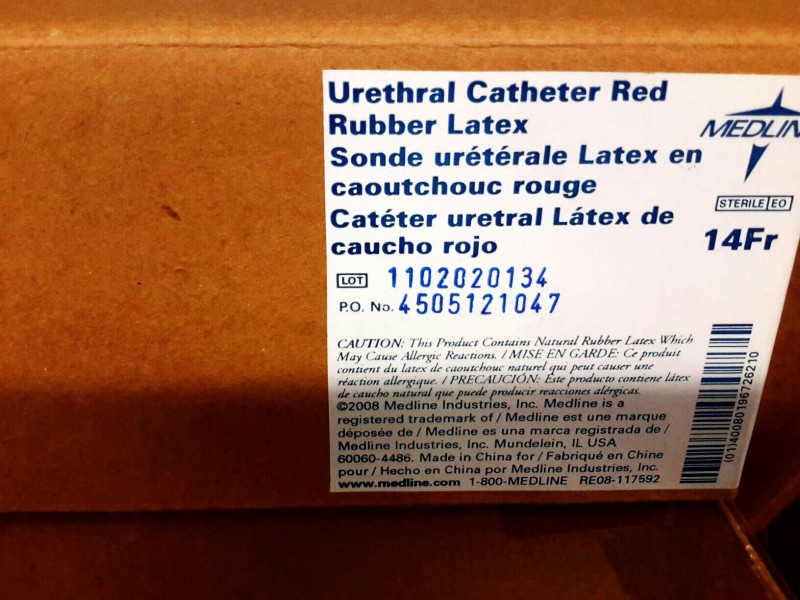 Urethral Catheter Red
Rubber Latex
Sonde urétérale Latex en
caoutchouc rouge
Catéter uretral Látex de
caucho rojo
MEDLIN
STERILE EO
14Fr
LOT 1102020134
P.O. No. 4505121047
CAUTION: This Product Contains Natural Rubber Latex Which
May Cause Allergic Reactions. / MISE EN GARDE: Ce produit
contient du latex de caoutchouc naturel qui peut causer une
réaction allergique. / PRECAUCIÓN: Este producto contiene látex
de caucho natural que puede producir reacciones alérgicas.
©2008 Medline Industries, Inc. Medline is a
registered trademark of / Medline est une marque
déposée de / Medline es una marca registrada de /
Medline Industries, Inc. Mundelein, IL USA
60060-4486. Made in China for / Fabriqué en Chine
pour / Hecho en China por Medline Industries, Inc.
www.medline.com 1-800-MEDLINE RE08-117592
(01)40080196726210